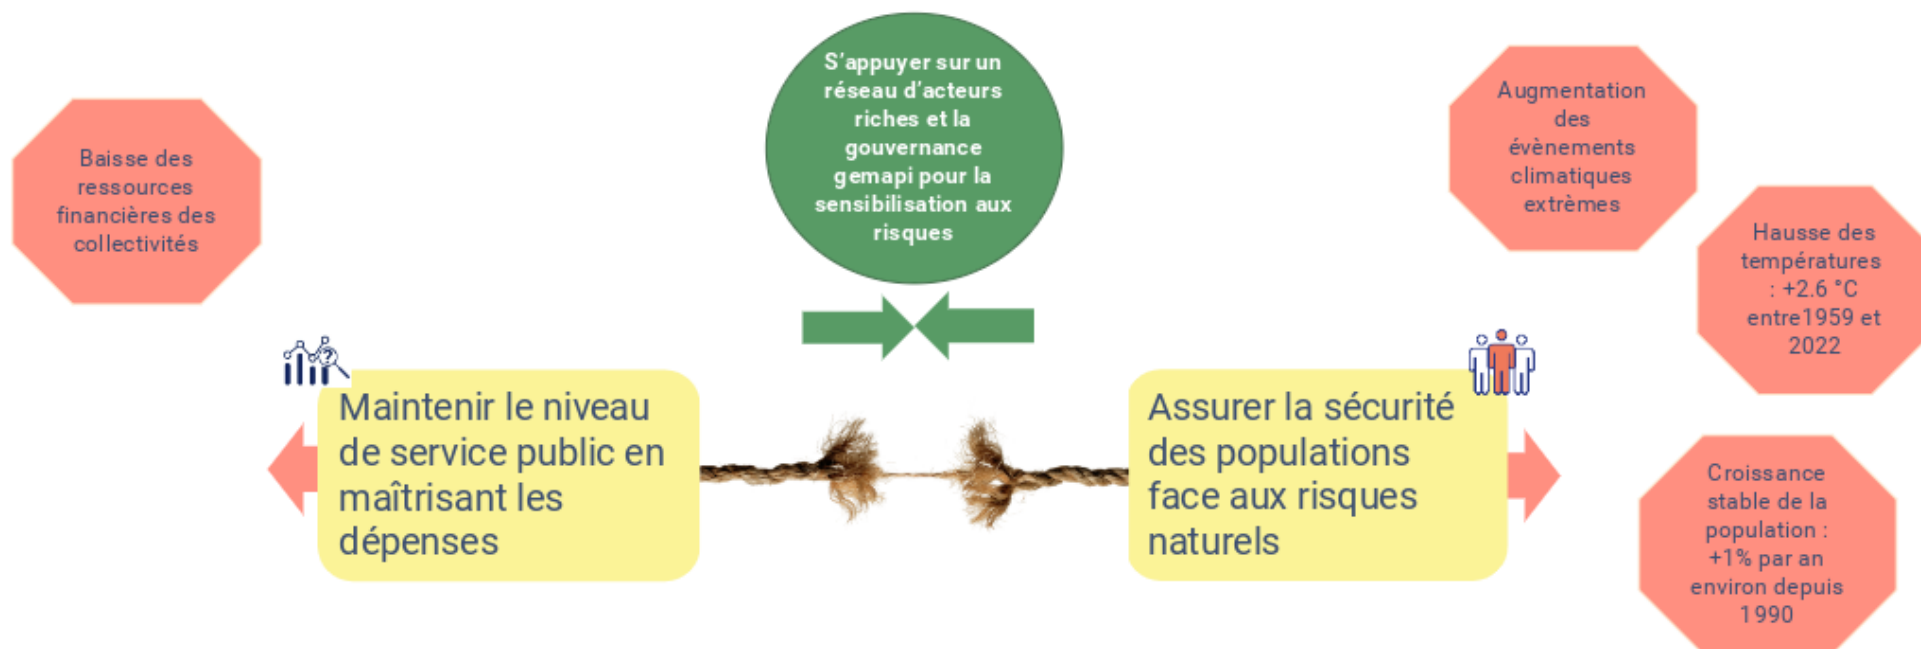 S'appuyer sur un
réseau d'acteurs
riches et la
gouvernance
gemapi pour la
sensibilisation aux
risques
Baisse des
ressources
financières des
collectivités
Augmentation
des
évènements
climatiques
extrèmes
Hausse des
températures
: +2.6 °C
entre1959 et
2022
?
Maintenir le niveau
de service public en
maîtrisant les
dépenses
Assurer la sécurité
des populations
face aux risques
naturels
Croissance
stable de la
population :
+1% par an
environ depuis
1990